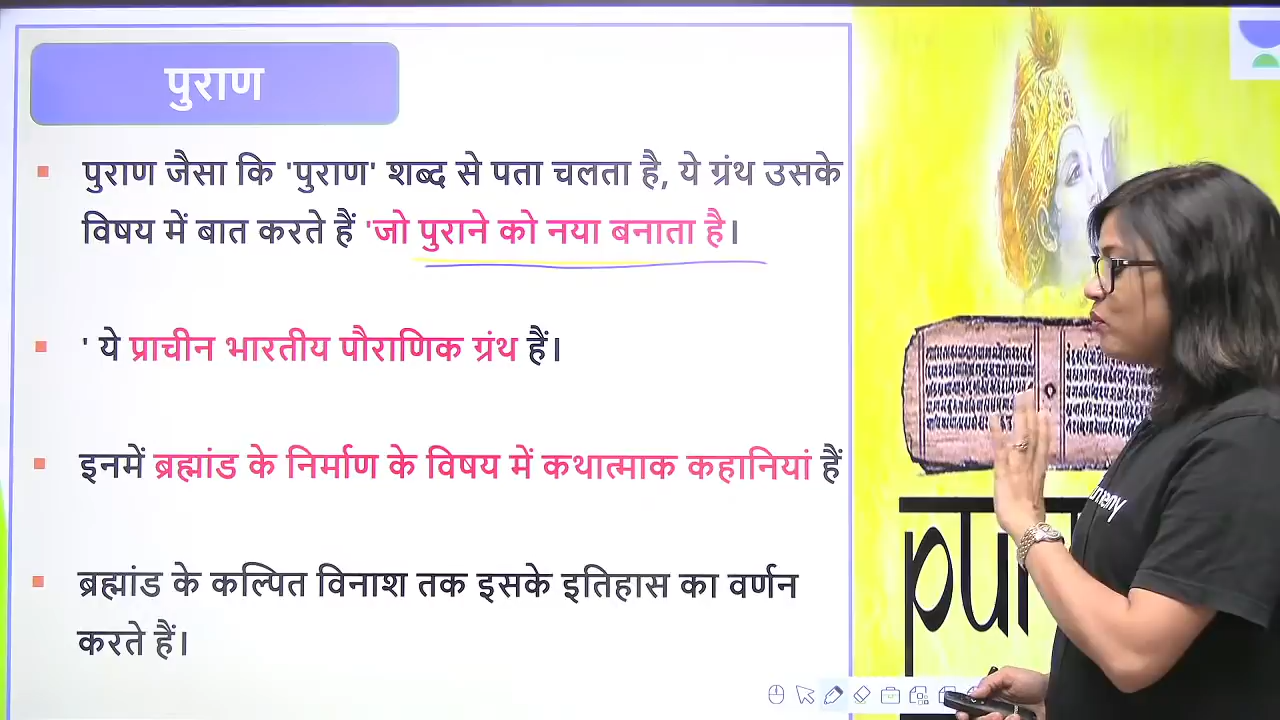 पुराण
पुराण जैसा कि 'पुराण' शब्द से पता चलता है, ये ग्रंथ उसके
विषय में बात करते हैं 'जो पुराने को नया बनाता है।
' ये प्राचीन भारतीय पौराणिक ग्रंथ हैं।
इनमें ब्रह्मांड के निर्माण के विषय में कथात्माक कहानियां हैं
ब्रह्मांड के कल्पित विनाश तक इसके इतिहास का वर्णन
करते हैं।